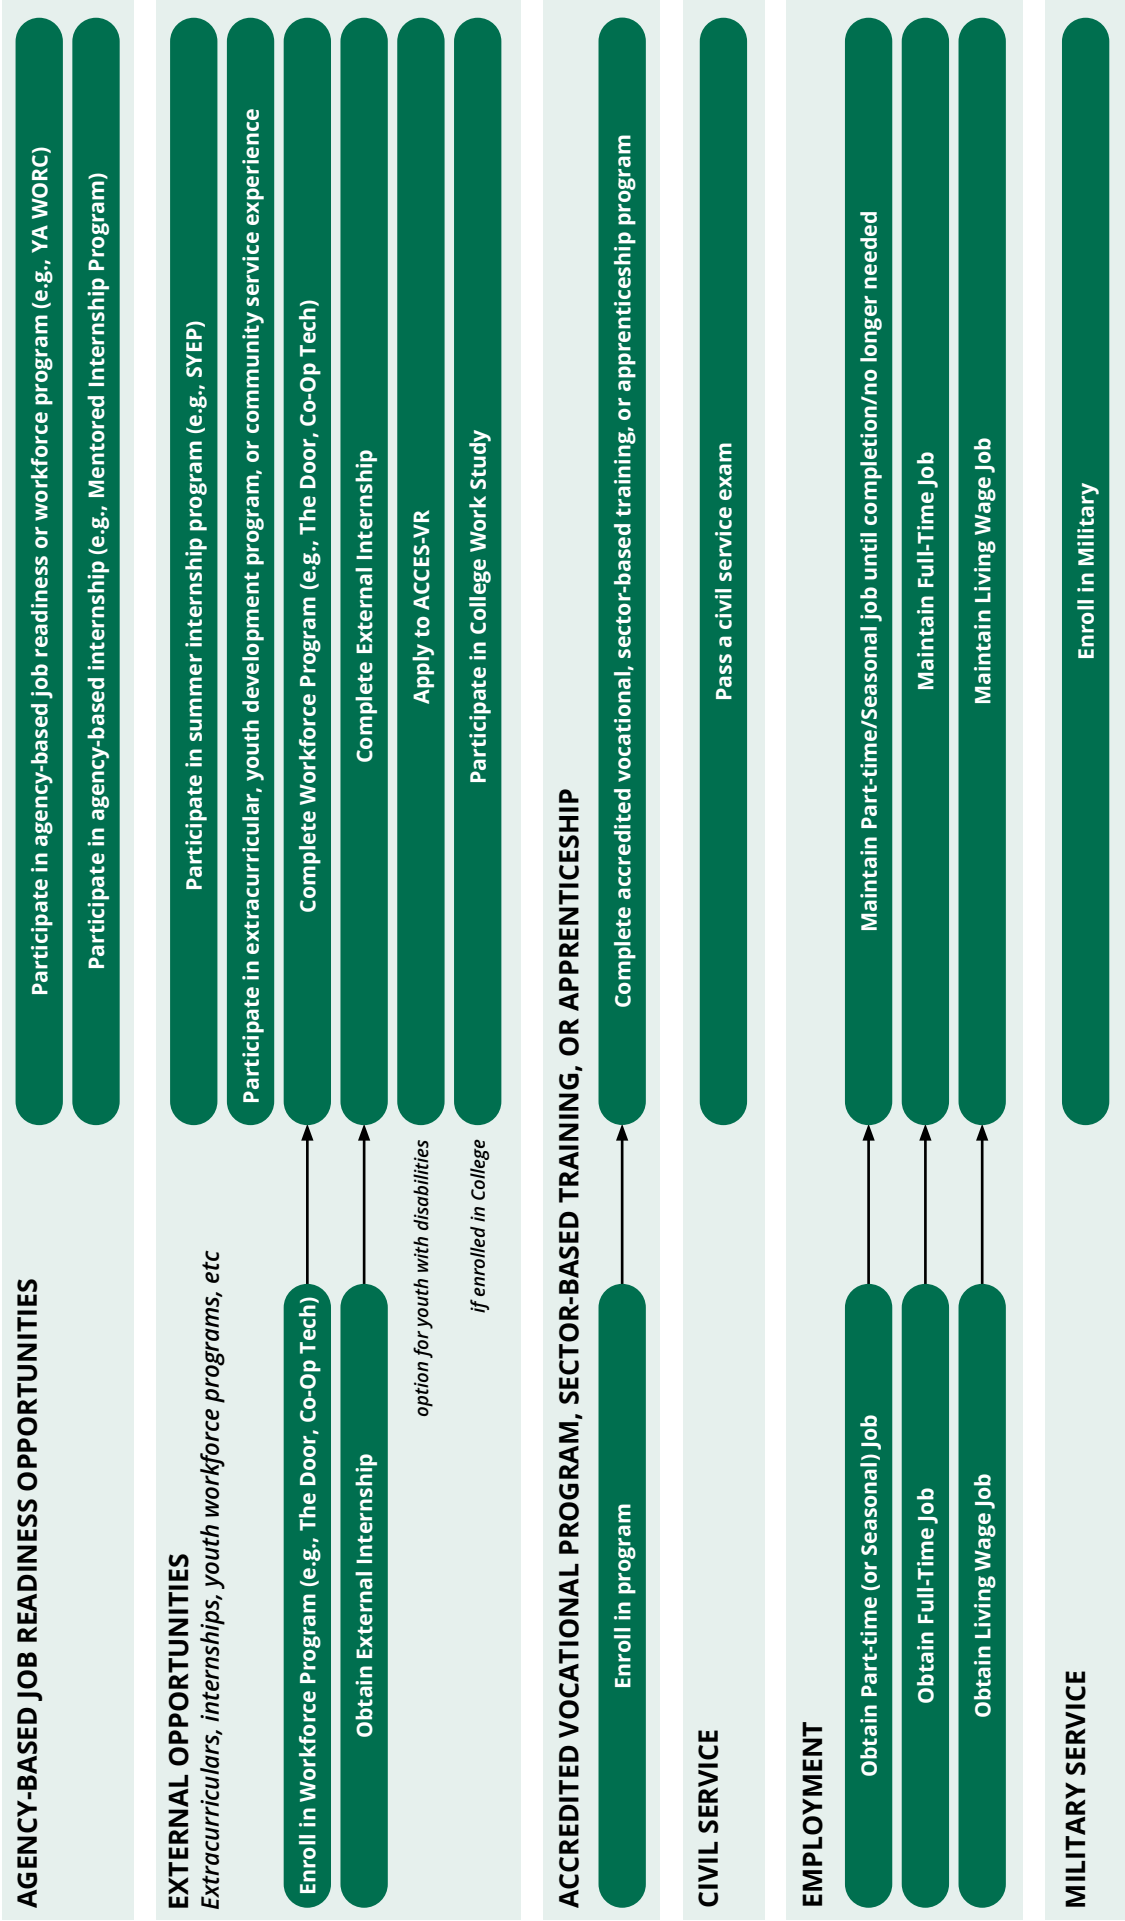 AGENCY-BASED JOB READINESS OPPORTUNITIES
Participate in agency-based job readiness or workforce program (e.g., YA WORC)
Participate in agency-based internship (e.g., Mentored Internship Program)
EXTERNAL OPPORTUNITIES
Extracurriculars, internships, youth workforce programs, etc
Participate in summer internship program (e.g., SYEP)
Participate in extracurricular, youth development program, or community service experience
Enroll in Workforce Program (e.g., The Door, Co-Op Tech)
Complete Workforce Program (e.g., The Door, Co-Op Tech)
Obtain External Internship
Complete External Internship
option for youth with disabilities
Apply to ACCES-VR
if enrolled in College
Participate in College Work Study
ACCREDITED VOCATIONAL PROGRAM, SECTOR-BASED TRAINING, OR APPRENTICESHIP
Enroll in program
Complete accredited vocational, sector-based training, or apprenticeship program
CIVIL SERVICE
Pass a civil service exam
EMPLOYMENT
Obtain Part-time (or Seasonal) Job
Maintain Part-time/Seasonal job until completion/no longer needed
Obtain Full-Time Job
Maintain Full-Time Job
Obtain Living Wage Job
Maintain Living Wage Job
MILITARY SERVICE
Enroll in Military